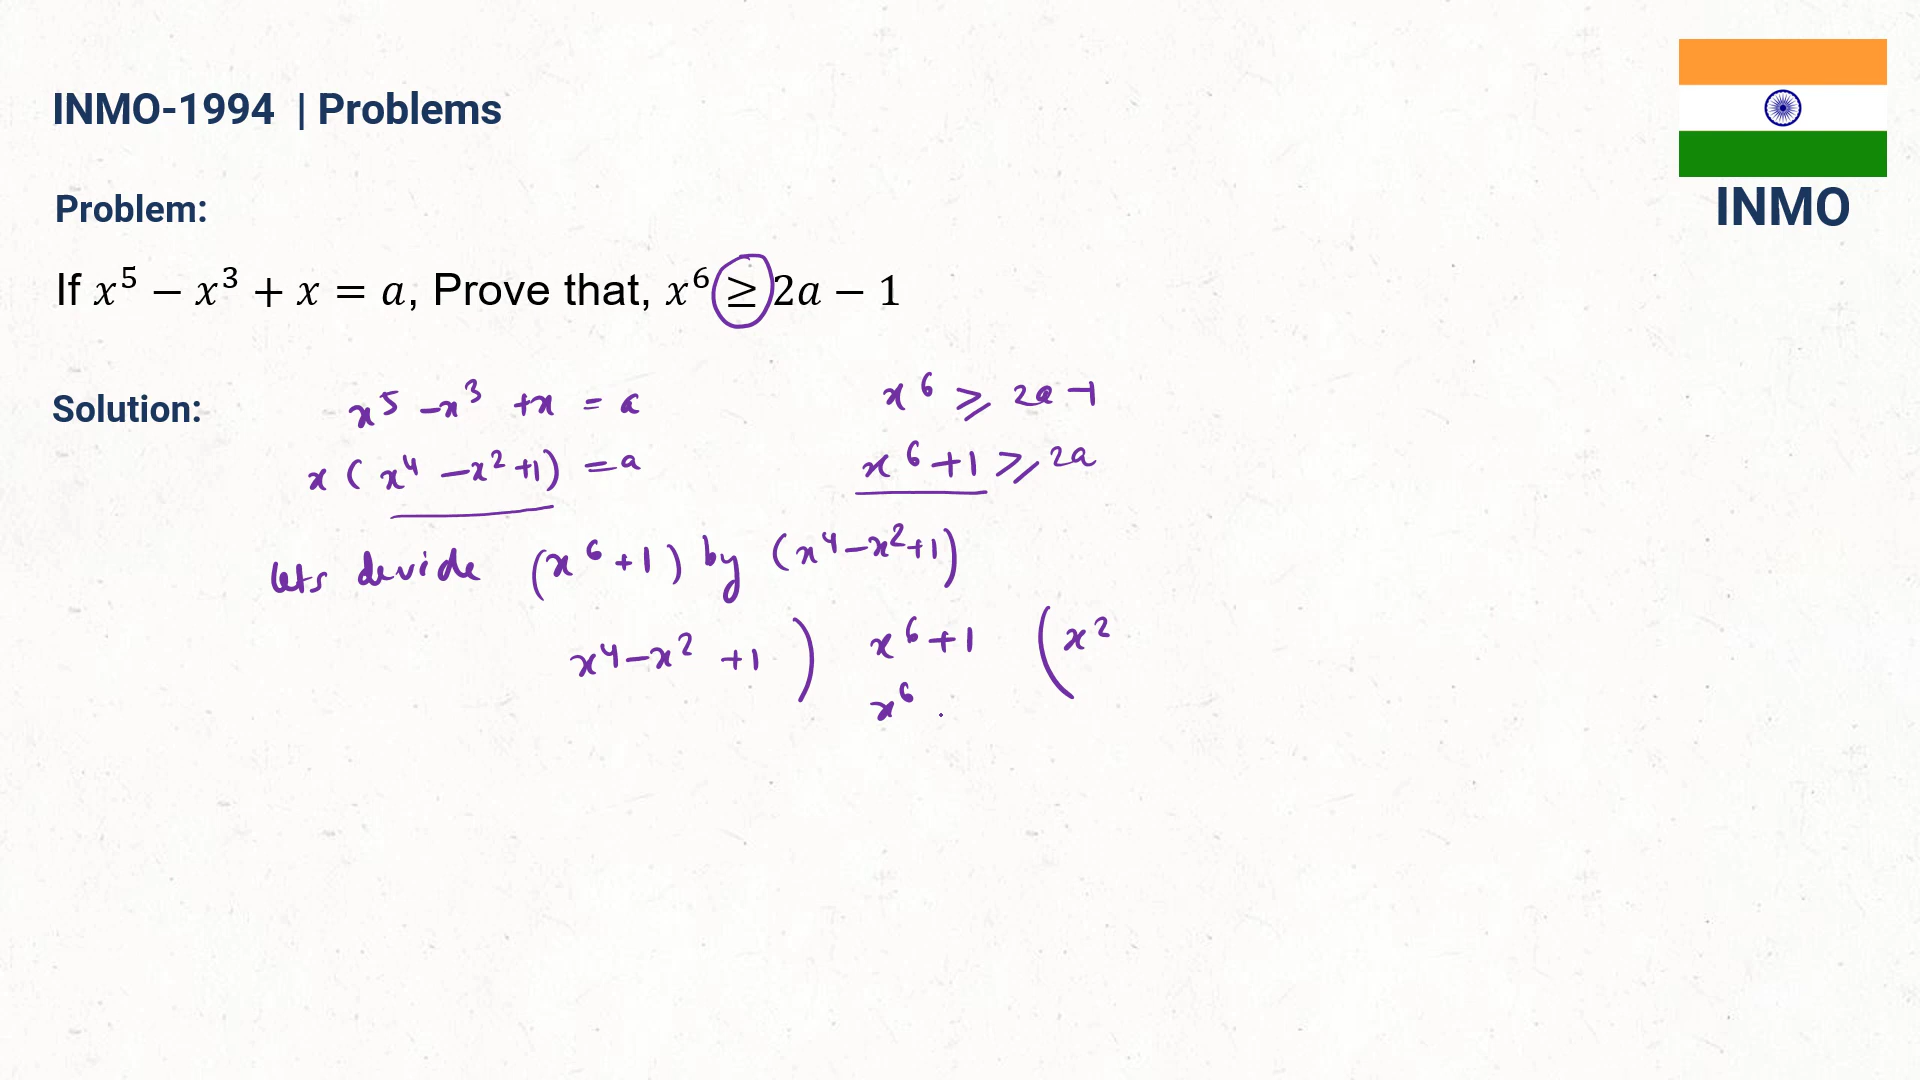 INMO-1994 | Problems
INMO
Problem:
If x⁵ − x³ + x = a, Prove that, x⁶ ≥ 2a − 1
Solution:
x⁵ − x³ + x = a
x⁶ ≥ 2a − 1
x ( x⁴ − x² + 1) = a
x⁶ + 1 ≥ 2a
lets devide (x⁶ + 1) by (x⁴ − x² + 1)
x⁴ − x² + 1 ) x⁶ + 1 ( x²
x⁶